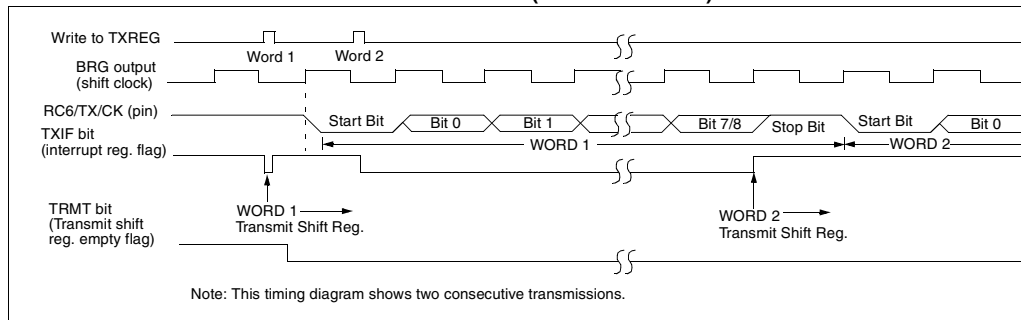 Write to TXREG
Word 1
Word 2
BRG output
(shift clock)
RC6/TX/CK (pin)
Start Bit
Bit 0
Bit 1
Bit 7/8
Stop Bit
Start Bit
Bit 0
TXIF bit
(interrupt reg. flag)
WORD 1
WORD 2
WORD 1
Transmit Shift Reg.
WORD 2
Transmit Shift Reg.
TRMT bit
(Transmit shift
reg. empty flag)
Note: This timing diagram shows two consecutive transmissions.